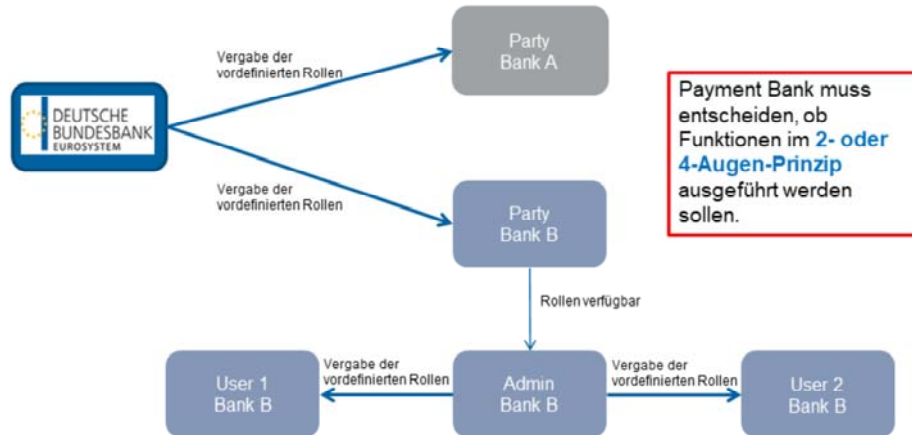 Party
Bank A
Vergabe der
vordefinierten Rollen
DEUTSCHE
BUNDESBANK
EUROSYSTEM
Payment Bank muss
entscheiden, ob
Funktionen im 2- oder
4-Augen-Prinzip
ausgeführt werden
sollen.
Vergabe der
vordefinierten Rollen
Party
Bank B
Rollen verfügbar
User 1
Bank B
Vergabe der
vordefinierten Rollen
Admin
Bank B
Vergabe der
vordefinierten Rollen
User 2
Bank B